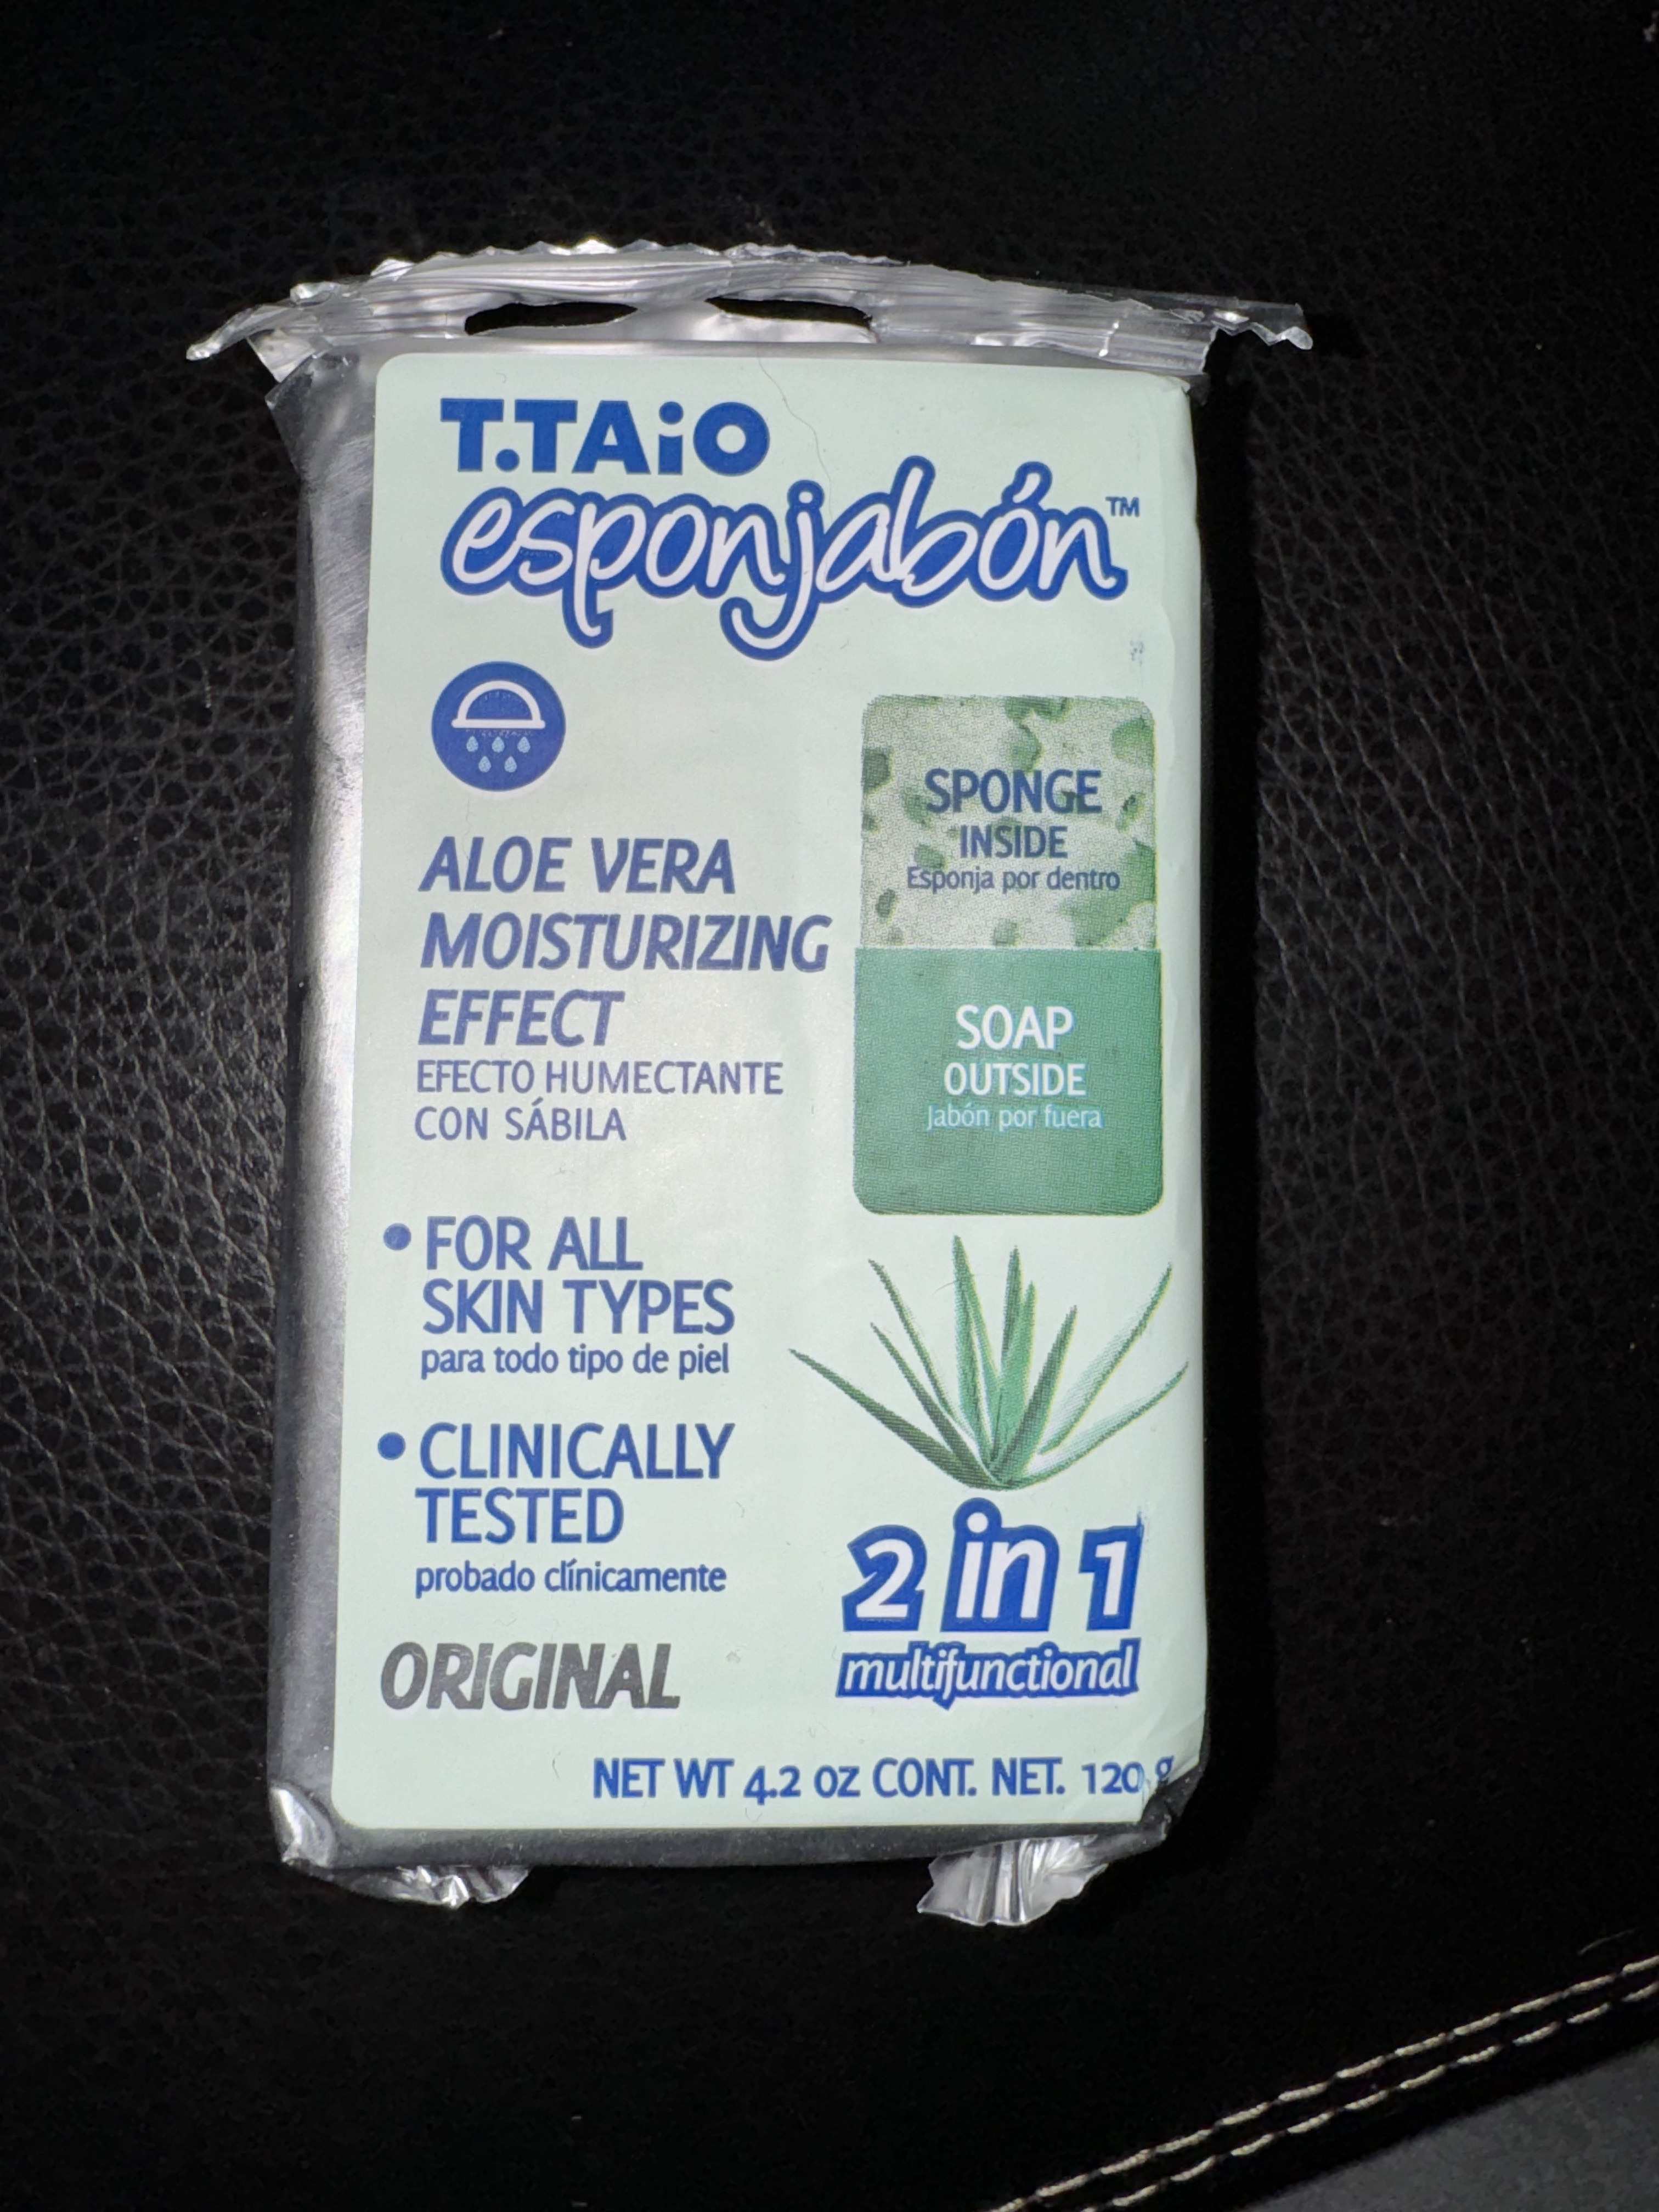 T.TAiO
esponjabón™
ALOE VERA
MOISTURIZING
EFFECT
EFECTO HUMECTANTE
CON SÁBILA
SPONGE
INSIDE
Esponja por dentro
SOAP
OUTSIDE
Jabón por fuera
• FOR ALL
SKIN TYPES
para todo tipo de piel
• CLINICALLY
TESTED
probado clínicamente
ORIGINAL
2 in 1
multifunctional
NET WT 4.2 oz CONT. NET. 120 g